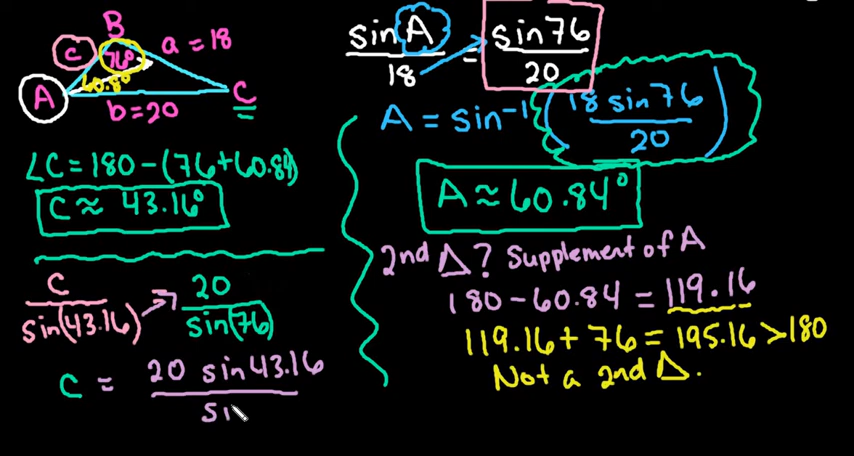 B
c
76°
a = 18
A
60.8°
C
b = 20
∠C = 180 - (76 + 60.84)
C ≈ 43.16°
c / sin(43.16) = 20 / sin(76)
c = 20 sin 43.16 / si
sin A / 18 = sin 76 / 20
A = sin⁻¹ (18 sin 76 / 20)
A ≈ 60.84°
2nd Δ? Supplement of A
180 - 60.84 = 119.16
119.16 + 76 = 195.16 > 180
Not a 2nd Δ.